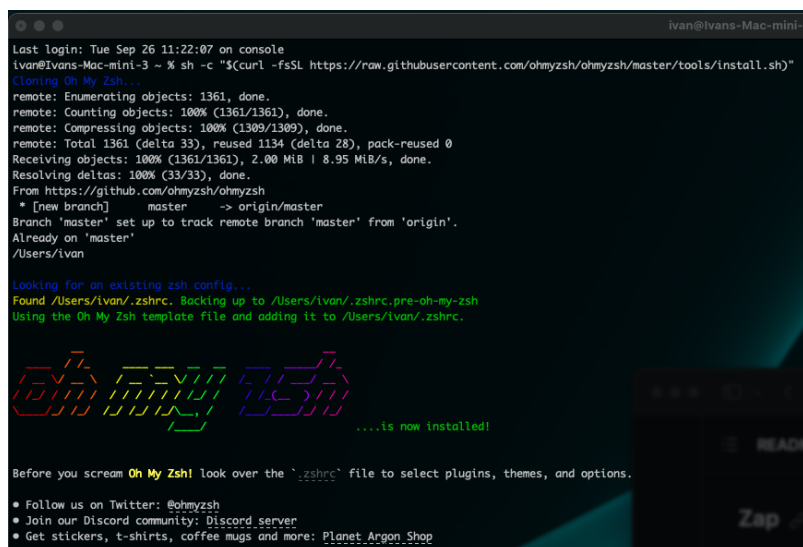 ivan@Ivans-Mac-mini-
Last login: Tue Sep 26 11:22:07 on console
ivan@Ivans-Mac-mini-3 ~ % sh -c "$(curl -fsSL https://raw.githubusercontent.com/ohmyzsh/ohmyzsh/master/tools/install.sh)"
Cloning Oh My Zsh...
remote: Enumerating objects: 1361, done.
remote: Counting objects: 100% (1361/1361), done.
remote: Compressing objects: 100% (1309/1309), done.
remote: Total 1361 (delta 33), reused 1134 (delta 28), pack-reused 0
Receiving objects: 100% (1361/1361), 2.00 MiB | 8.95 MiB/s, done.
Resolving deltas: 100% (33/33), done.
From https://github.com/ohmyzsh/ohmyzsh
 * [new branch]      master     -> origin/master
Branch 'master' set up to track remote branch 'master' from 'origin'.
Already on 'master'
/Users/ivan
Looking for an existing zsh config...
Found /Users/ivan/.zshrc. Backing up to /Users/ivan/.zshrc.pre-oh-my-zsh
Using the Oh My Zsh template file and adding it to /Users/ivan/.zshrc.
oh my zsh
....is now installed!
README
Before you scream Oh My Zsh! look over the `.zshrc` file to select plugins, themes, and options.
• Follow us on Twitter: @ohmyzsh
• Join our Discord community: Discord server
Zap
• Get stickers, t-shirts, coffee mugs and more: Planet Argon Shop